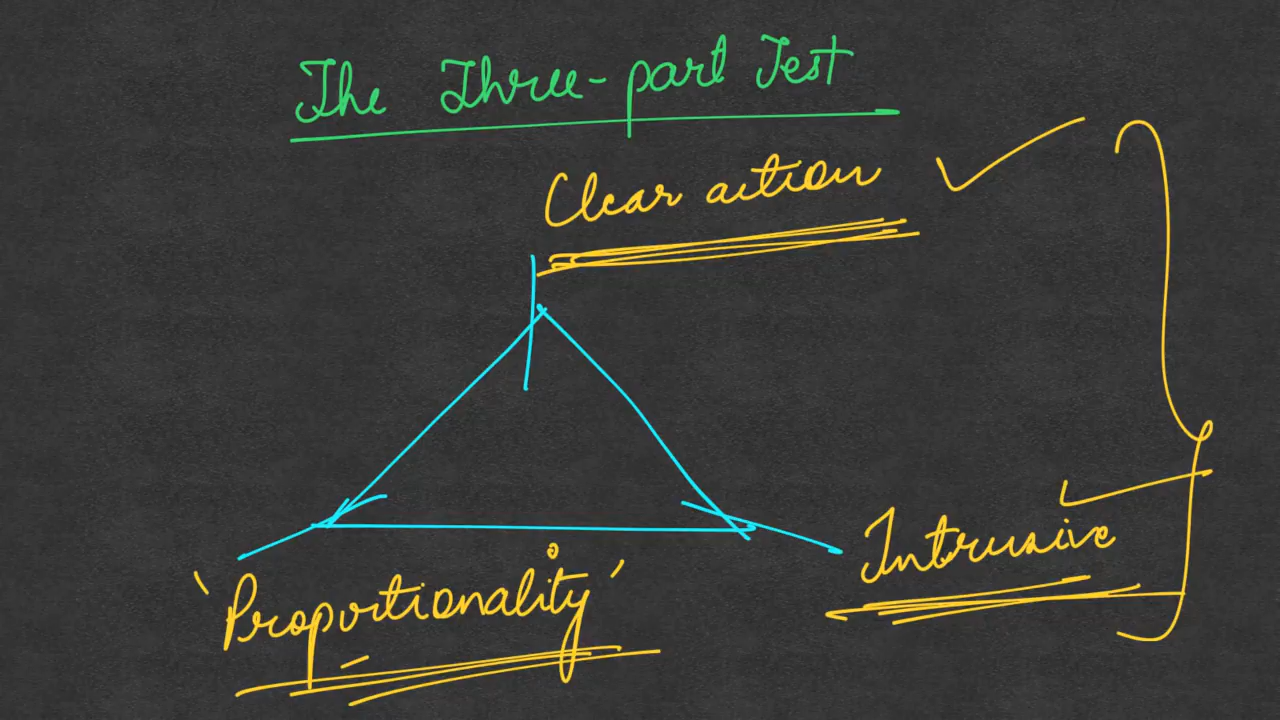 The Three-part Test
Clear action
Intrusive
'Proportionality'